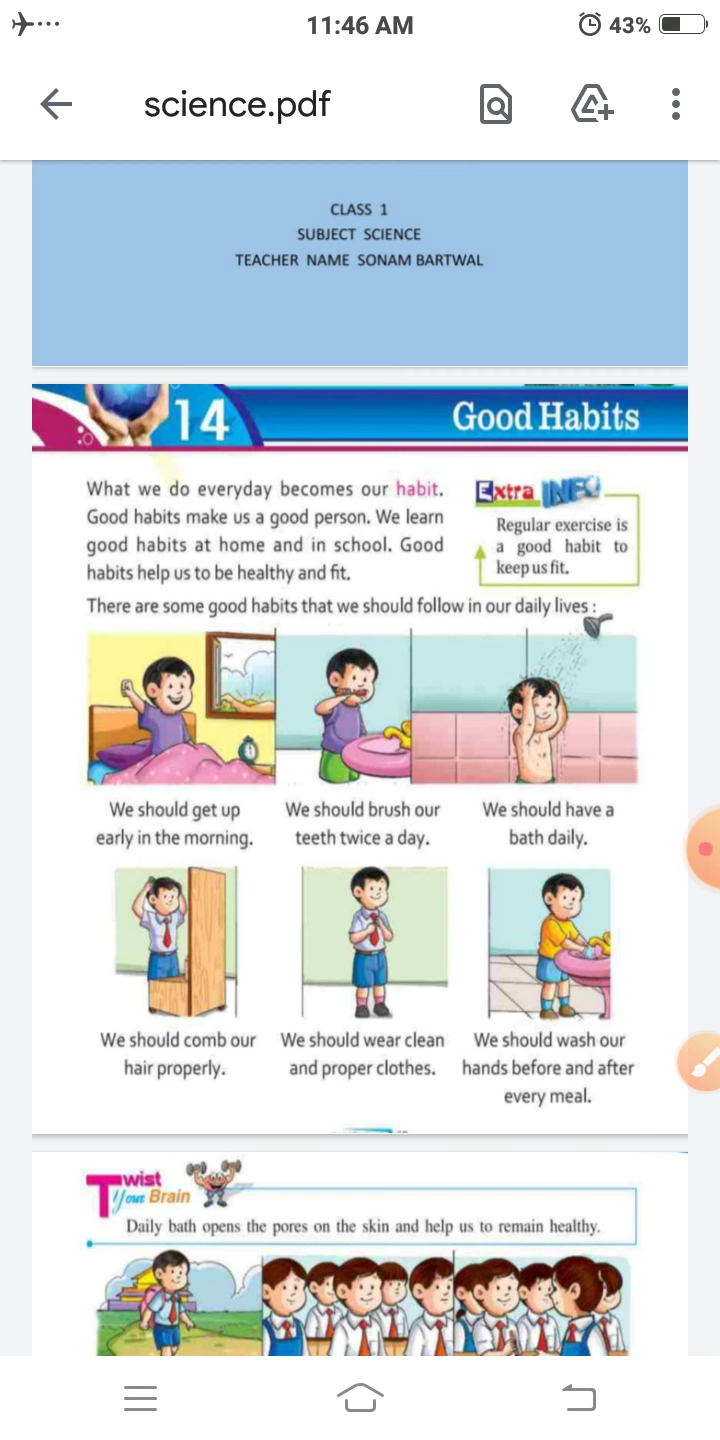 11:46 AM
43%
science.pdf
CLASS 1
SUBJECT SCIENCE
TEACHER NAME SONAM BARTWAL
14
Good Habits
What we do everyday becomes our habit.
Good habits make us a good person. We learn
good habits at home and in school. Good
habits help us to be healthy and fit.
Extra INFO
Regular exercise is
a good habit to
keep us fit.
There are some good habits that we should follow in our daily lives :
We should get up
early in the morning.
We should brush our
teeth twice a day.
We should have a
bath daily.
We should comb our
hair properly.
We should wear clean
and proper clothes.
We should wash our
hands before and after
every meal.
Twist
Your Brain
Daily bath opens the pores on the skin and help us to remain healthy.